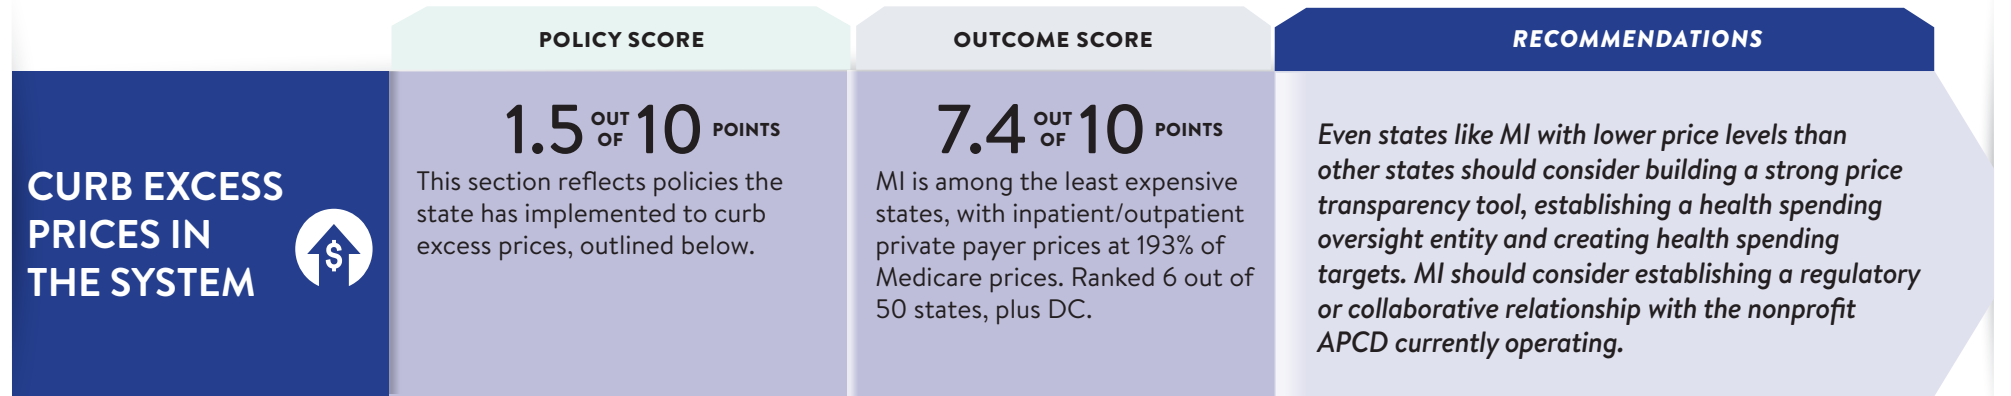 POLICY SCORE
OUTCOME SCORE
RECOMMENDATIONS
CURB EXCESS
PRICES IN
THE SYSTEM
$
1.5 OUT OF 10 POINTS
This section reflects policies the
state has implemented to curb
excess prices, outlined below.
7.4 OUT OF 10 POINTS
MI is among the least expensive
states, with inpatient/outpatient
private payer prices at 193% of
Medicare prices. Ranked 6 out of
50 states, plus DC.
Even states like MI with lower price levels than
other states should consider building a strong price
transparency tool, establishing a health spending
oversight entity and creating health spending
targets. MI should consider establishing a regulatory
or collaborative relationship with the nonprofit
APCD currently operating.